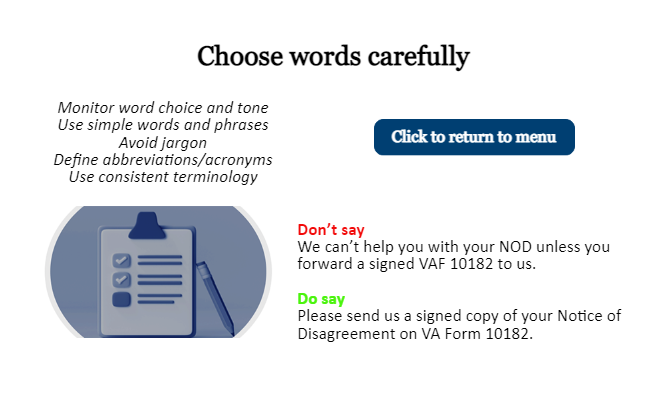 Choose words carefully
Monitor word choice and tone
Use simple words and phrases
Avoid jargon
Define abbreviations/acronyms
Use consistent terminology
Click to return to menu
Don’t say
We can’t help you with your NOD unless you
forward a signed VAF 10182 to us.
Do say
Please send us a signed copy of your Notice of
Disagreement on VA Form 10182.